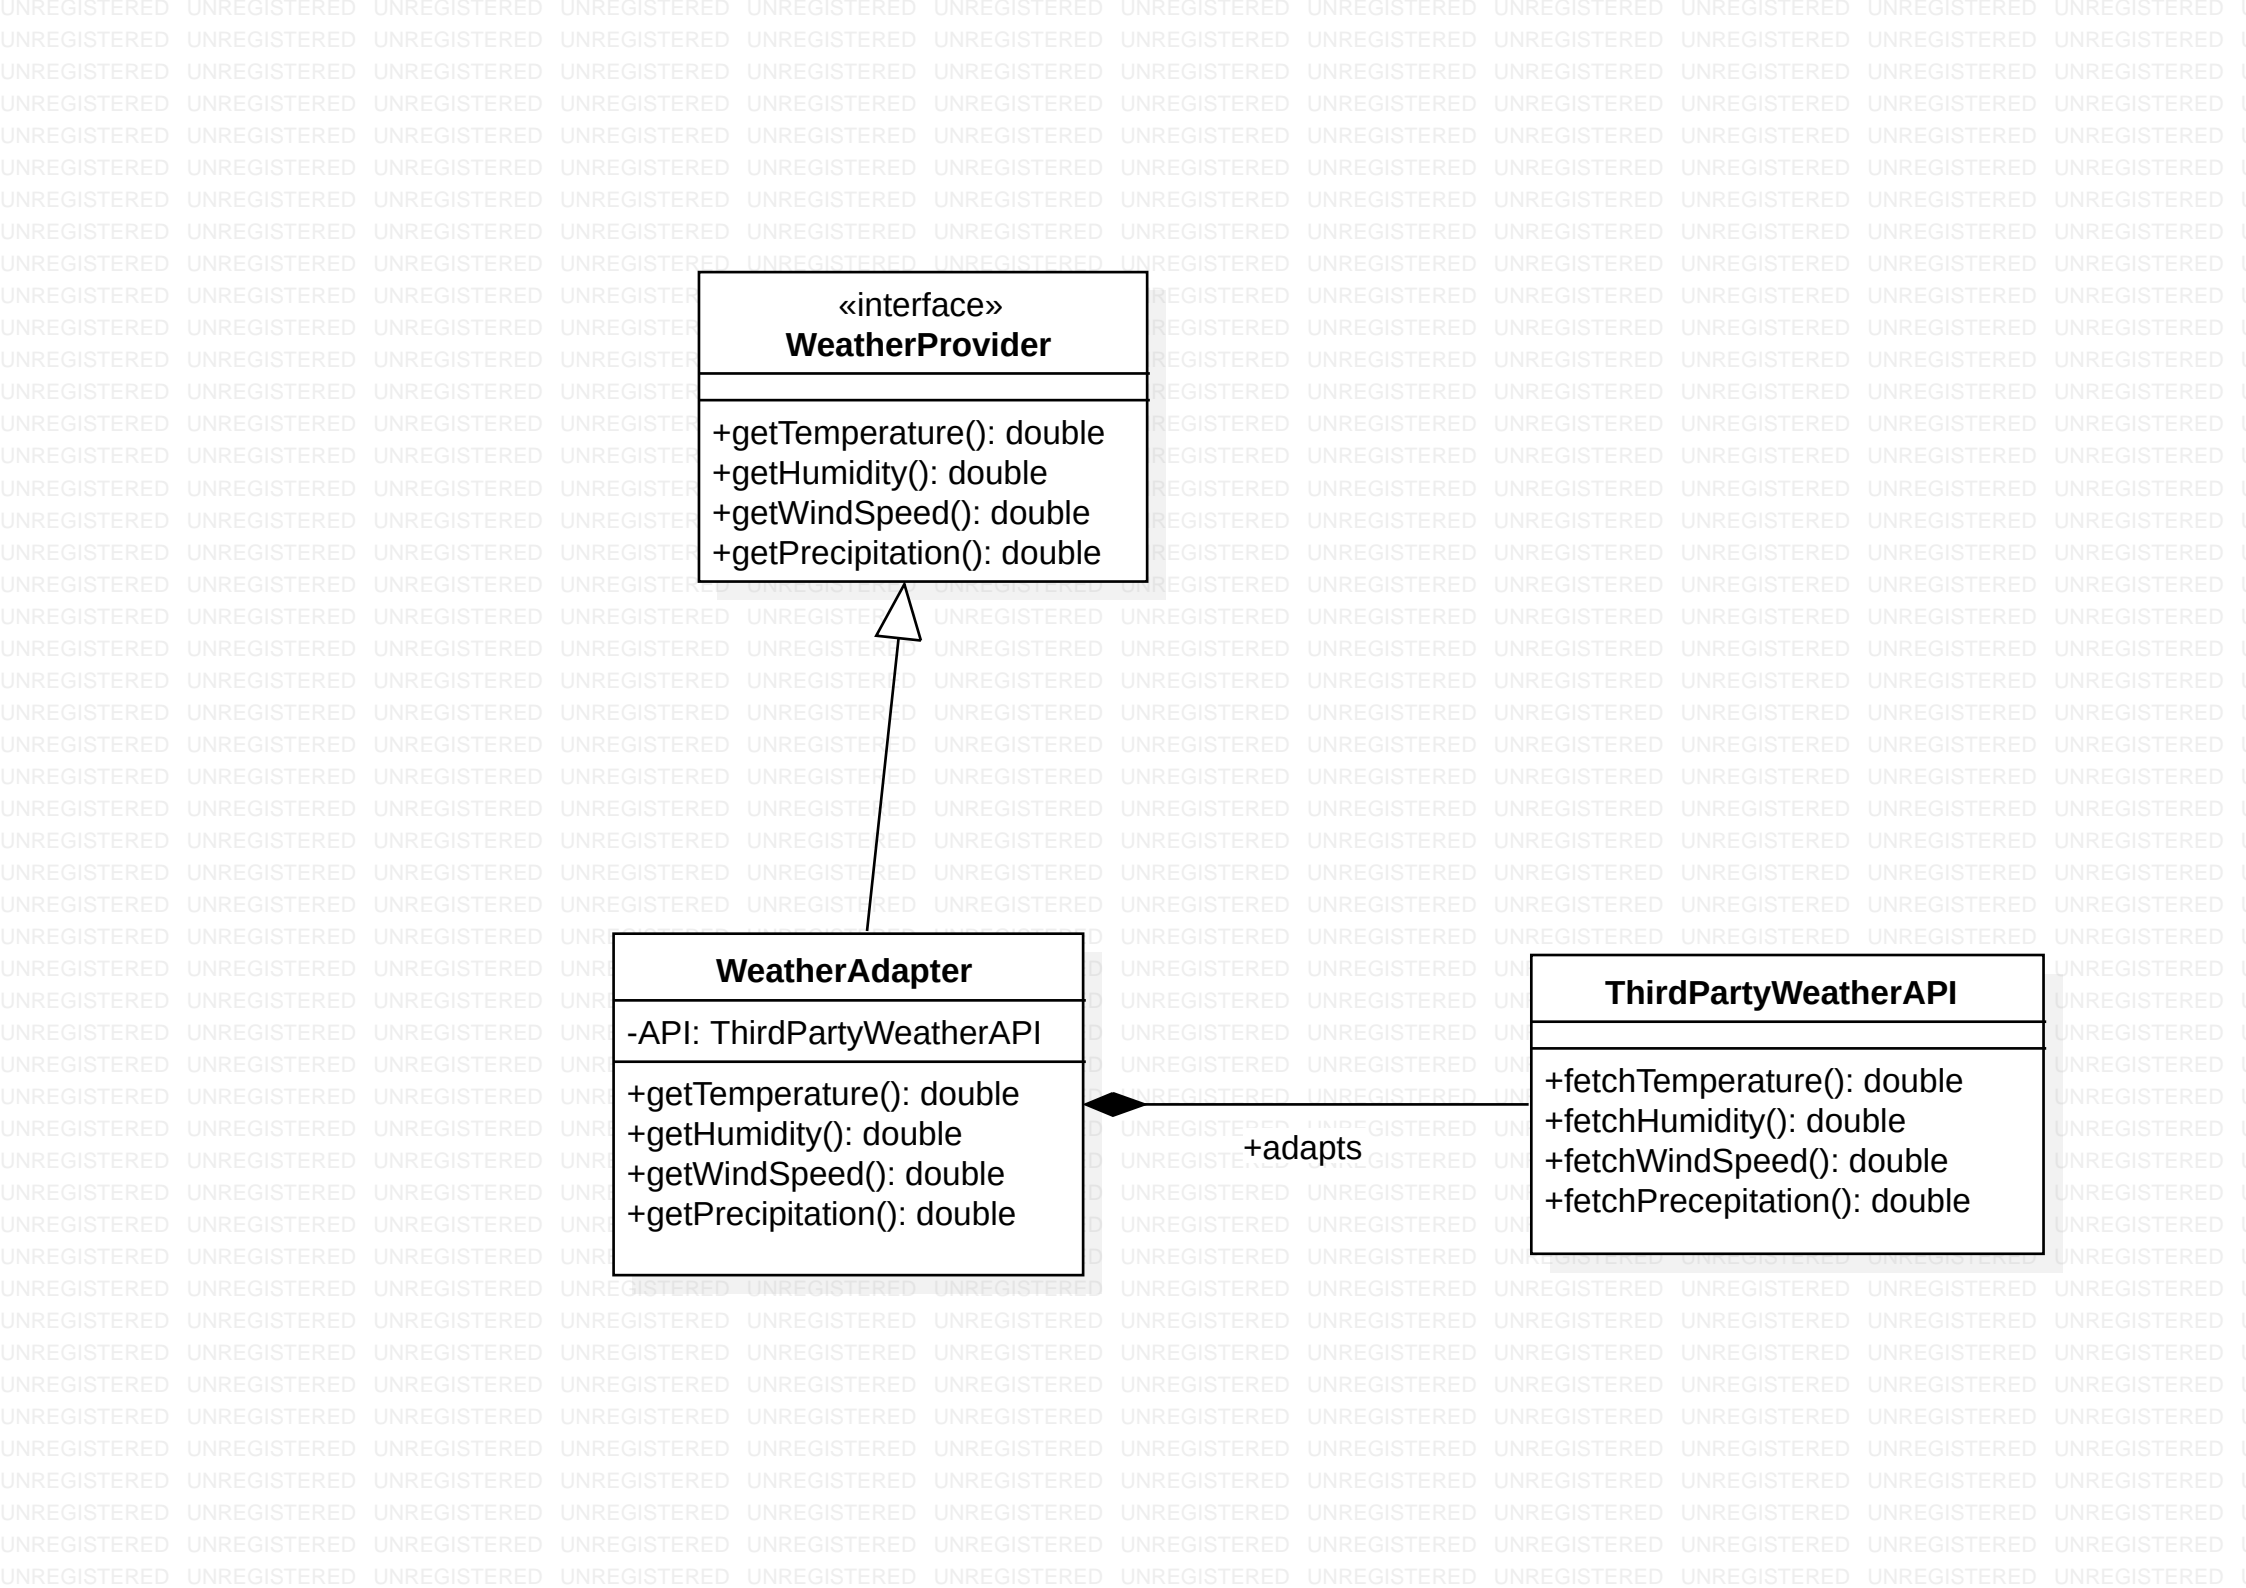 «interface»
WeatherProvider
+getTemperature(): double
+getHumidity(): double
+getWindSpeed(): double
+getPrecipitation(): double
WeatherAdapter
-API: ThirdPartyWeatherAPI
+getTemperature(): double
+getHumidity(): double
+getWindSpeed(): double
+getPrecipitation(): double
+adapts
ThirdPartyWeatherAPI
+fetchTemperature(): double
+fetchHumidity(): double
+fetchWindSpeed(): double
+fetchPrecepitation(): double
UNREGISTERED